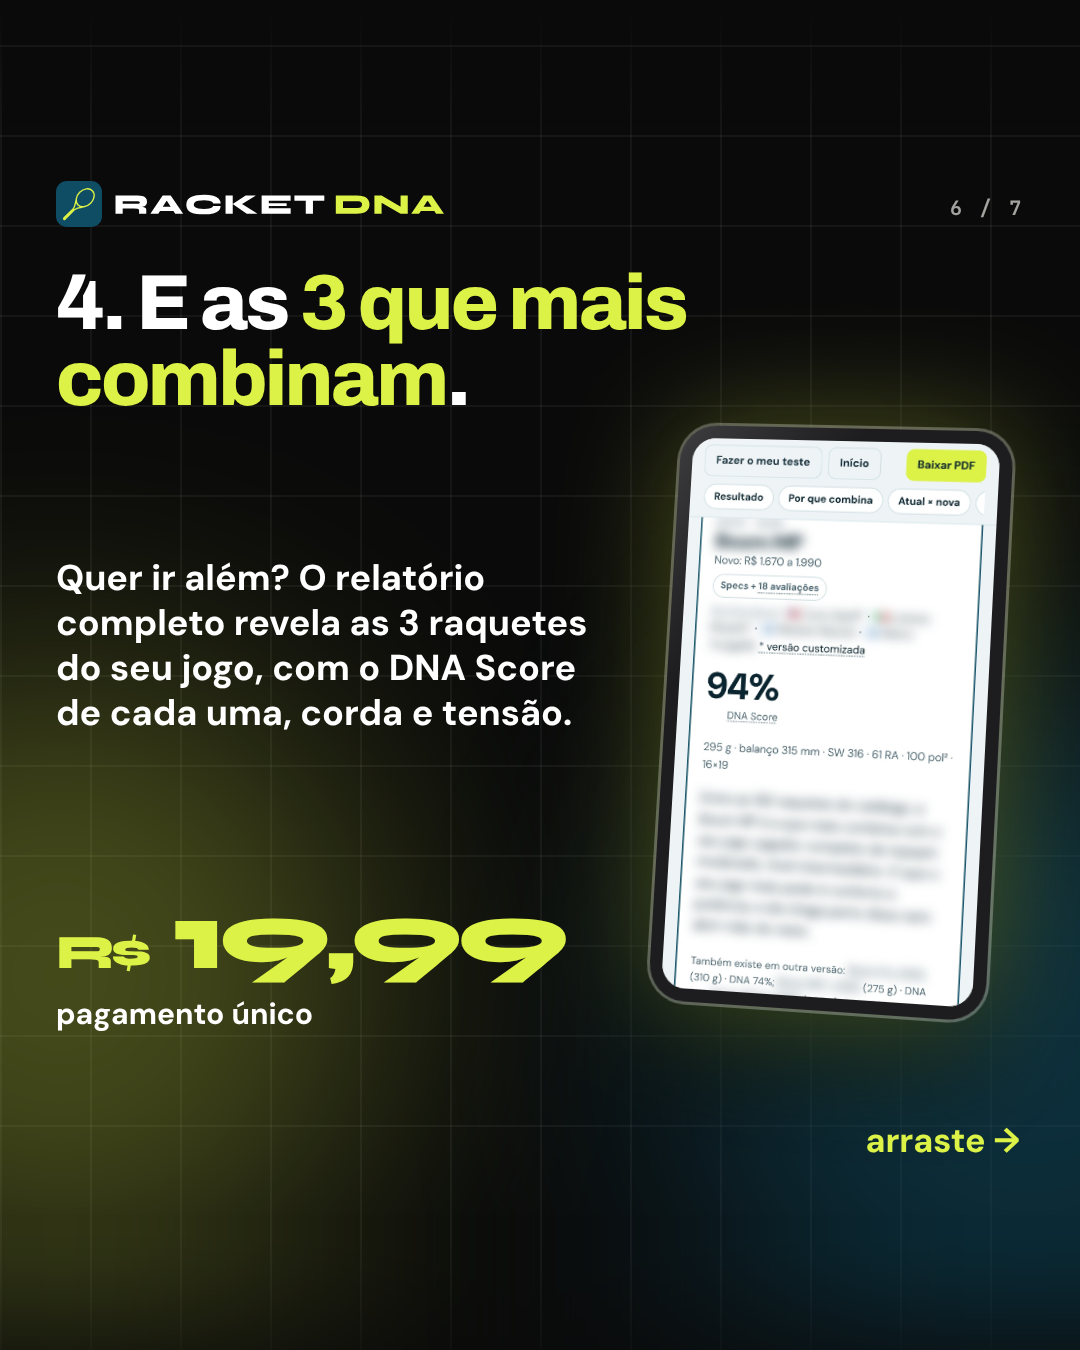 RACKET DNA
6 / 7
4. E as 3 que mais
combinam.
Quer ir além? O relatório
completo revela as 3 raquetes
do seu jogo, com o DNA Score
de cada uma, corda e tensão.
R$ 19,99
pagamento único
Fazer o meu teste
Início
Baixar PDF
Resultado
Por que combina
Atual × nova
Novo: R$ 1.670 a 1.990
Specs + 18 avaliações
* versão customizada
94%
DNA Score
295 g · balanço 315 mm · SW 316 · 61 RA · 100 pol² ·
16×19
Também existe em outra versão:
(310 g) · DNA 74%; (275 g) · DNA
arraste →